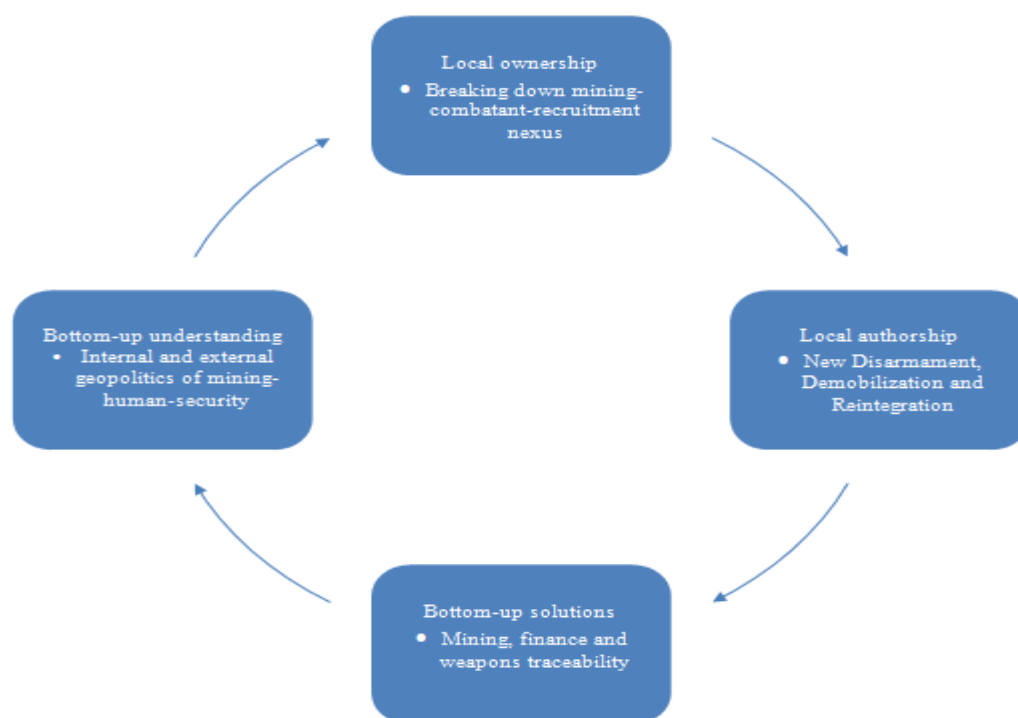 Local ownership
• Breaking down mining-
combatant-recruitment
nexus
Local authorship
• New Disarmament,
Demobilization and
Reintegration
Bottom-up solutions
• Mining, finance and
weapons traceability
Bottom-up understanding
• Internal and external
geopolitics of mining-
human-security